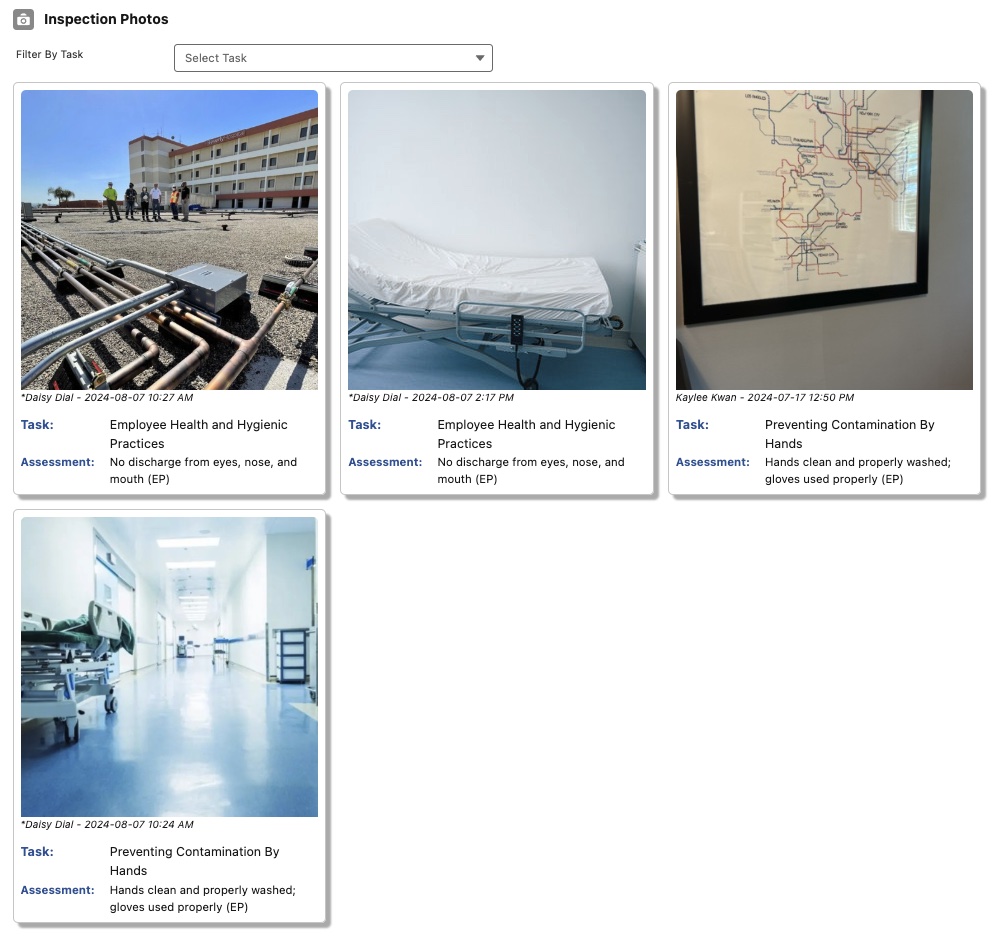 Inspection Photos
Filter By Task
Select Task
*Daisy Dial - 2024-08-07 10:27 AM
Task: Employee Health and Hygienic
Practices
Assessment: No discharge from eyes, nose, and
mouth (EP)
*Daisy Dial - 2024-08-07 2:17 PM
Task: Employee Health and Hygienic
Practices
Assessment: No discharge from eyes, nose, and
mouth (EP)
LOS ANGELES
NEW YORK CITY
Kaylee Kwan - 2024-07-17 12:50 PM
Task: Preventing Contamination By
Hands
Assessment: Hands clean and properly washed;
gloves used properly (EP)
*Daisy Dial - 2024-08-07 10:24 AM
Task: Preventing Contamination By
Hands
Assessment: Hands clean and properly washed;
gloves used properly (EP)